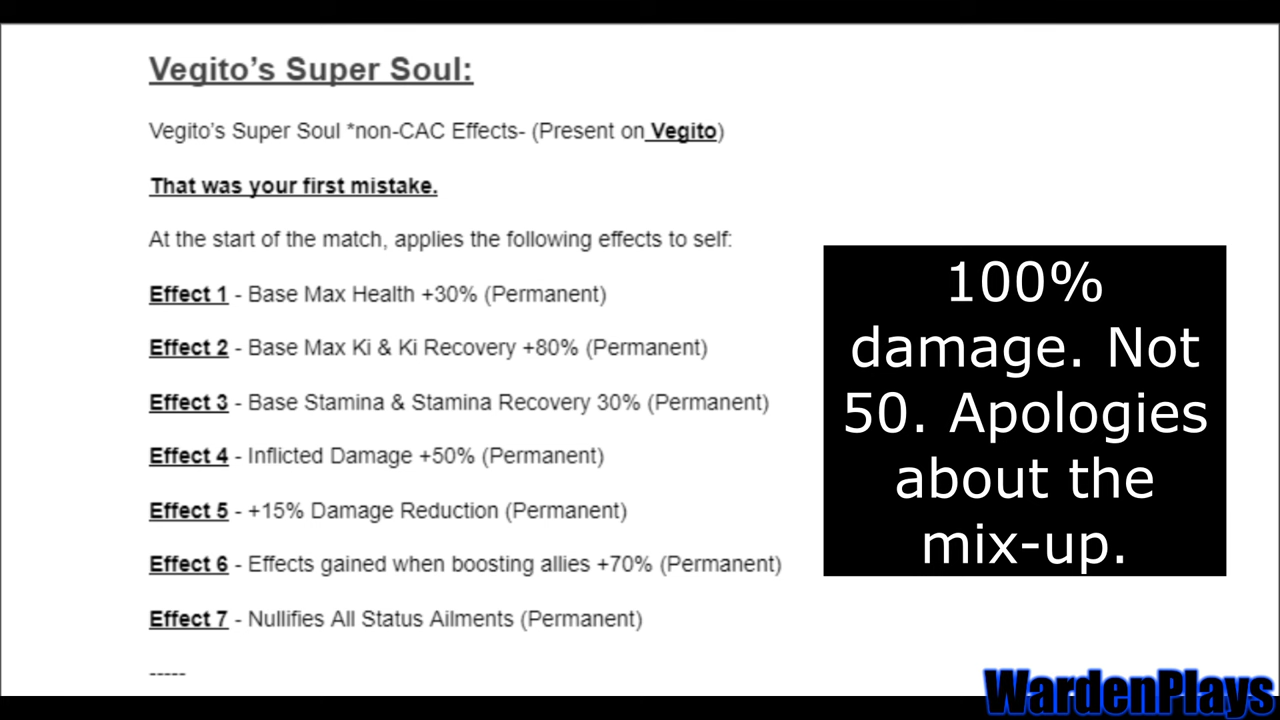 Vegito’s Super Soul:
Vegito’s Super Soul *non-CAC Effects- (Present on Vegito)
That was your first mistake.
At the start of the match, applies the following effects to self:
Effect 1 - Base Max Health +30% (Permanent)
Effect 2 - Base Max Ki & Ki Recovery +80% (Permanent)
Effect 3 - Base Stamina & Stamina Recovery 30% (Permanent)
Effect 4 - Inflicted Damage +50% (Permanent)
Effect 5 - +15% Damage Reduction (Permanent)
Effect 6 - Effects gained when boosting allies +70% (Permanent)
Effect 7 - Nullifies All Status Ailments (Permanent)
-----
100%
damage. Not
50. Apologies
about the
mix-up.
WardenPlays